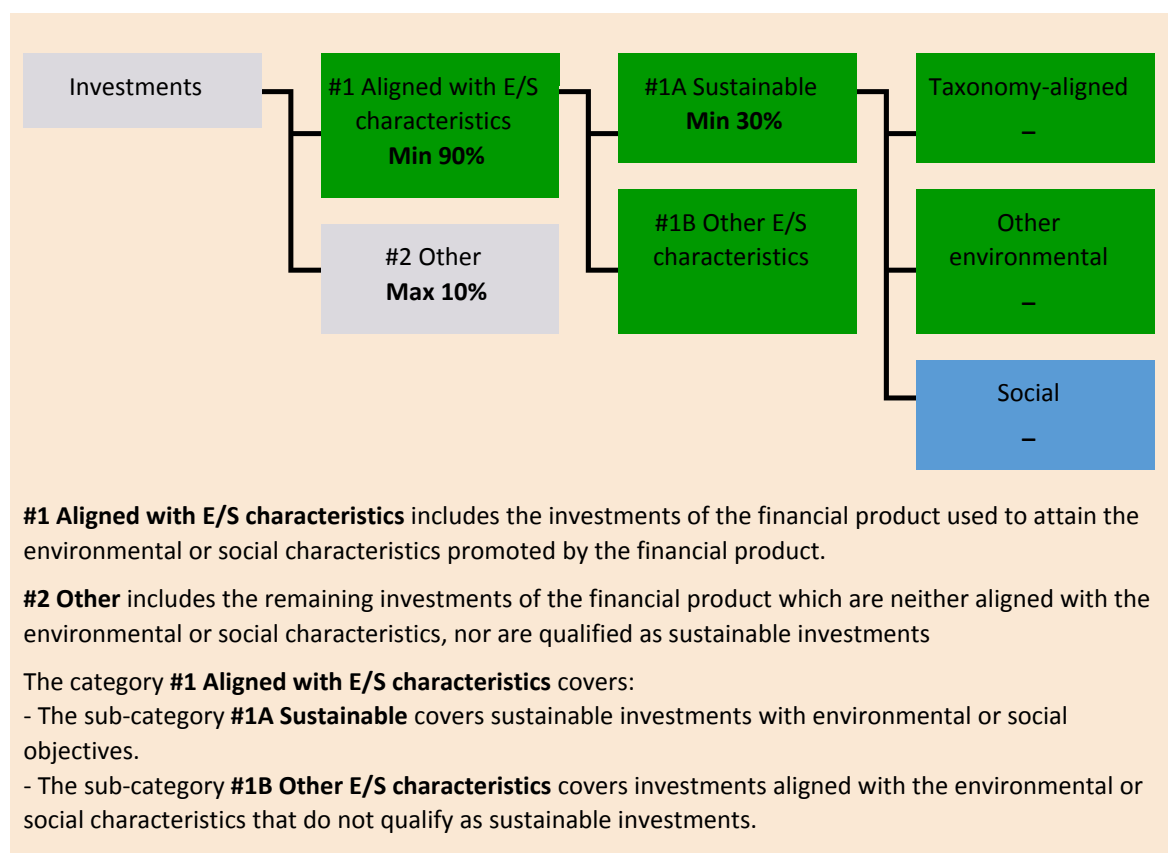 Investments
#1 Aligned with E/S
characteristics
Min 90%
#2 Other
Max 10%
#1A Sustainable
Min 30%
#1B Other E/S
characteristics
Taxonomy-aligned
–
Other
environmental
–
Social
–
#1 Aligned with E/S characteristics includes the investments of the financial product used to attain the
environmental or social characteristics promoted by the financial product.
#2 Other includes the remaining investments of the financial product which are neither aligned with the
environmental or social characteristics, nor are qualified as sustainable investments
The category #1 Aligned with E/S characteristics covers:
- The sub-category #1A Sustainable covers sustainable investments with environmental or social
objectives.
- The sub-category #1B Other E/S characteristics covers investments aligned with the environmental or
social characteristics that do not qualify as sustainable investments.